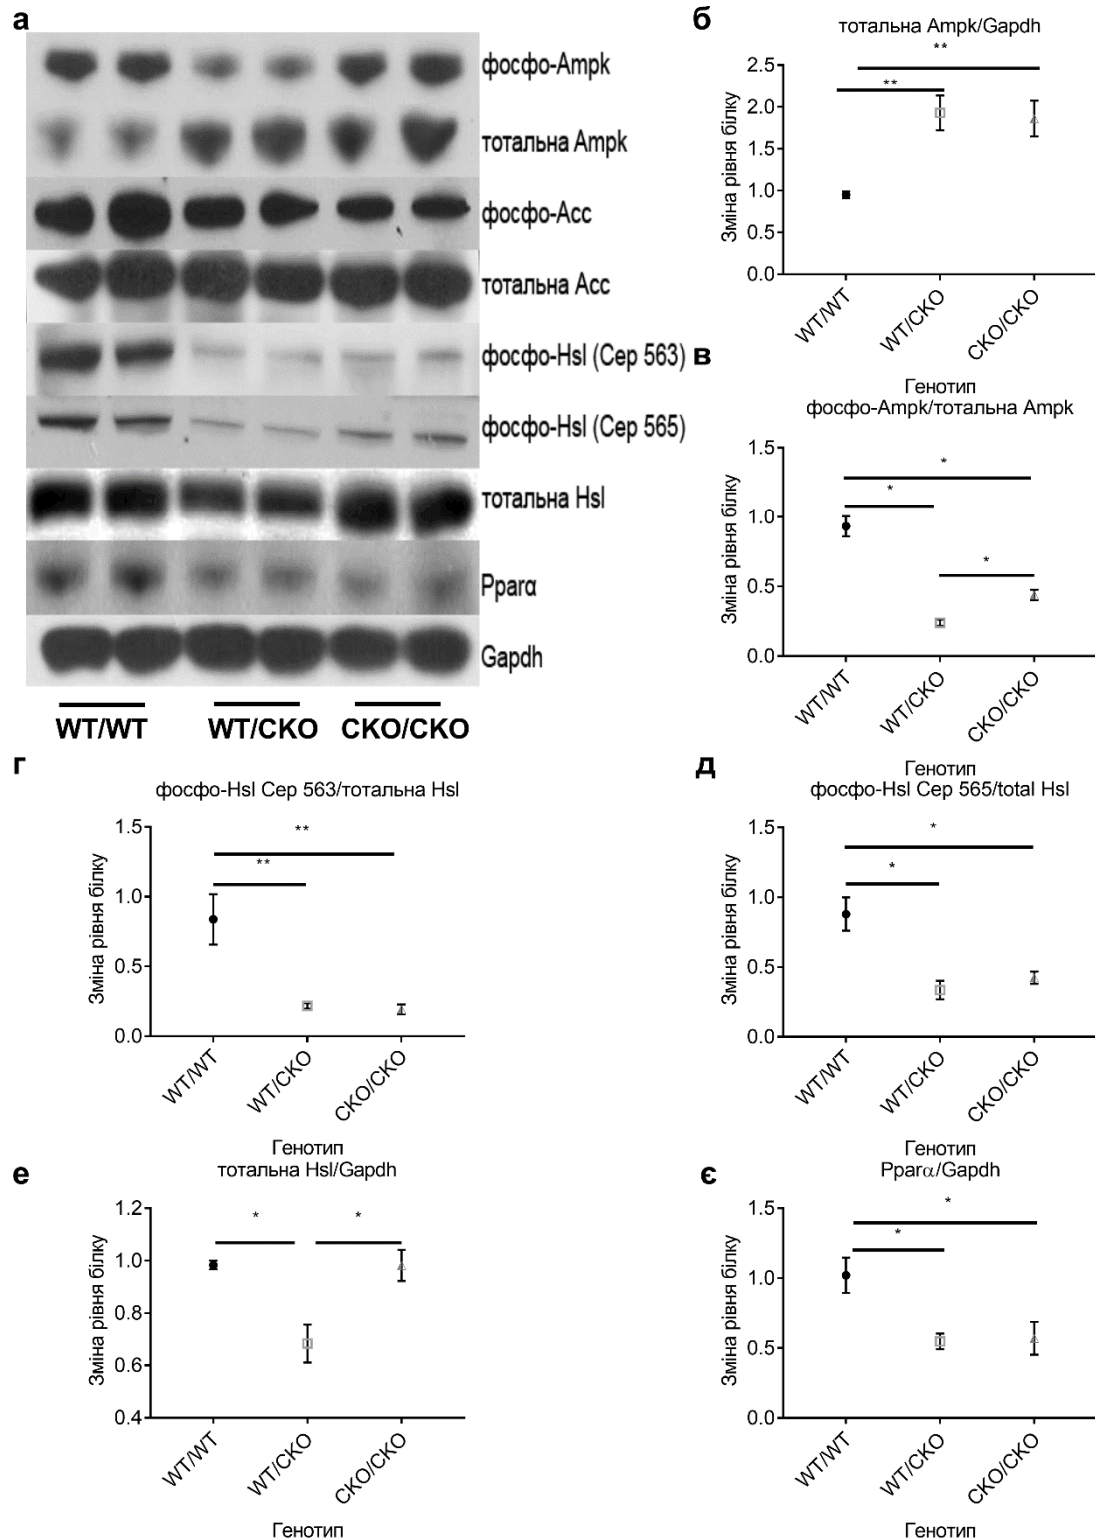 а
фосфо-Ampk
тотальна Ampk
фосфо-Acc
тотальна Acc
фосфо-Hsl (Сер 563)
фосфо-Hsl (Сер 565)
тотальна Hsl
Pparα
Gapdh
WT/WT WT/CKO CKO/CKO
б
тотальна Ampk/Gapdh
**
**
Зміна рівня білку
2.5
2.0
1.5
1.0
0.5
0.0
WT/WT WT/CKO CKO/CKO
Генотип
в
фосфо-Ampk/тотальна Ampk
*
*
*
Зміна рівня білку
1.5
1.0
0.5
0.0
WT/WT WT/CKO CKO/CKO
Генотип
г
фосфо-Hsl Сер 563/тотальна Hsl
**
**
Зміна рівня білку
1.5
1.0
0.5
0.0
WT/WT WT/CKO CKO/CKO
Генотип
д
фосфо-Hsl Сер 565/total Hsl
*
*
Зміна рівня білку
1.5
1.0
0.5
0.0
WT/WT WT/CKO CKO/CKO
Генотип
е
тотальна Hsl/Gapdh
* *
Зміна рівня білку
1.2
1.0
0.8
0.6
0.4
WT/WT WT/CKO CKO/CKO
Генотип
є
Pparα/Gapdh
*
*
Зміна рівня білку
1.5
1.0
0.5
0.0
WT/WT WT/CKO CKO/CKO
Генотип